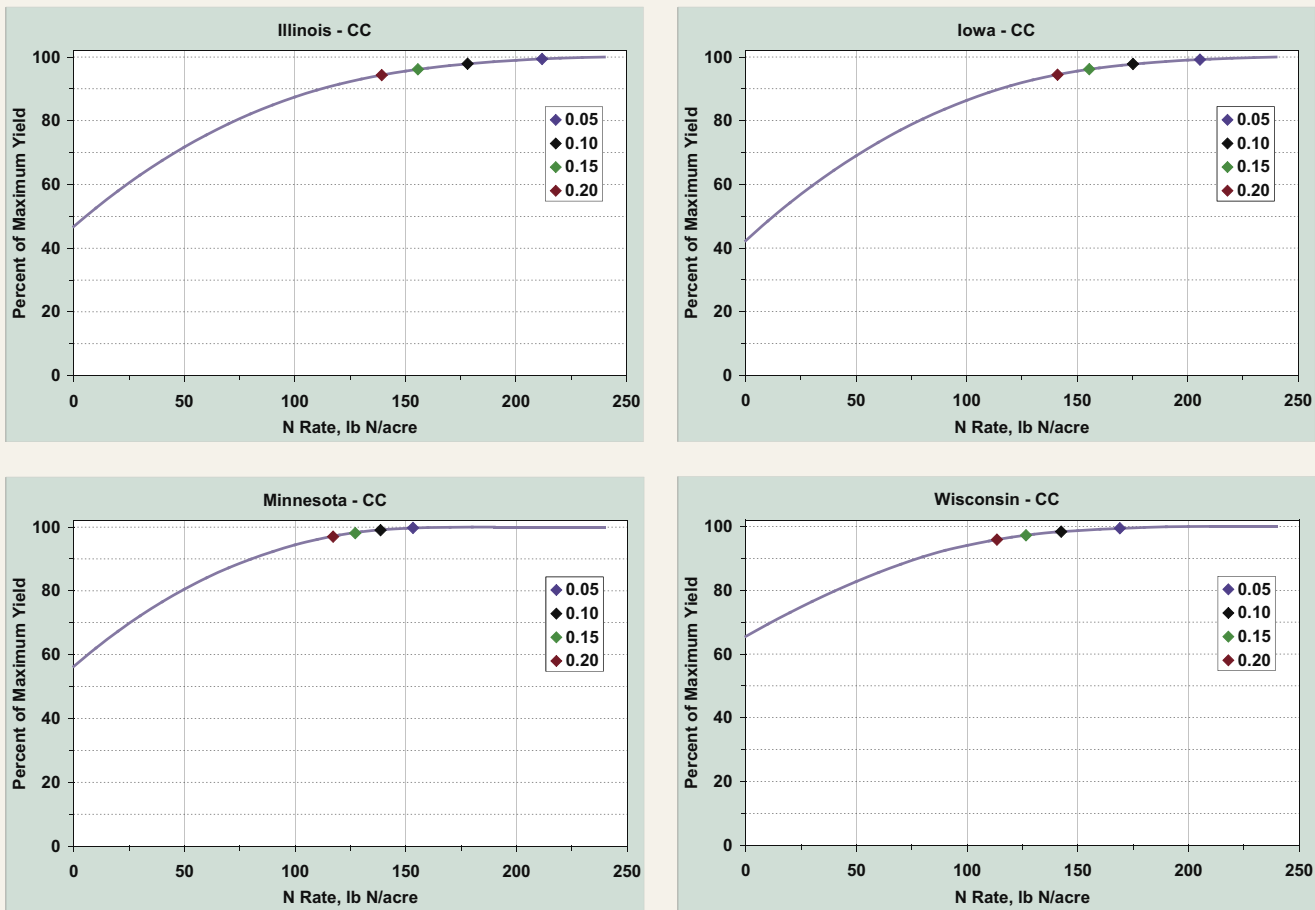 Illinois - CC
Percent of Maximum Yield
100
80
60
40
20
0
0 50 100 150 200 250
N Rate, lb N/acre
0.05
0.10
0.15
0.20
Iowa - CC
Percent of Maximum Yield
100
80
60
40
20
0
0 50 100 150 200 250
N Rate, lb N/acre
0.05
0.10
0.15
0.20
Minnesota - CC
Percent of Maximum Yield
100
80
60
40
20
0
0 50 100 150 200 250
N Rate, lb N/acre
0.05
0.10
0.15
0.20
Wisconsin - CC
Percent of Maximum Yield
100
80
60
40
20
0
0 50 100 150 200 250
N Rate, lb N/acre
0.05
0.10
0.15
0.20